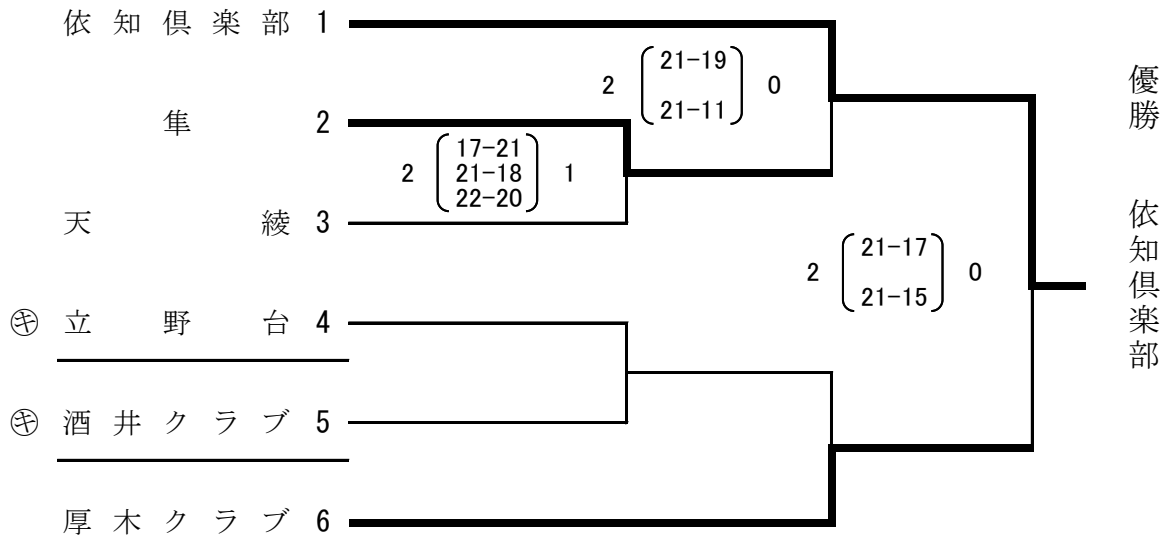 依知倶楽部 1
2 21-19 0
21-11
隼 2
2 17-21 1
21-18
22-20
天綾 3
2 21-17 0
21-15
㋖ 立野台 4
㋖ 酒井クラブ 5
厚木クラブ 6
優勝 依知倶楽部